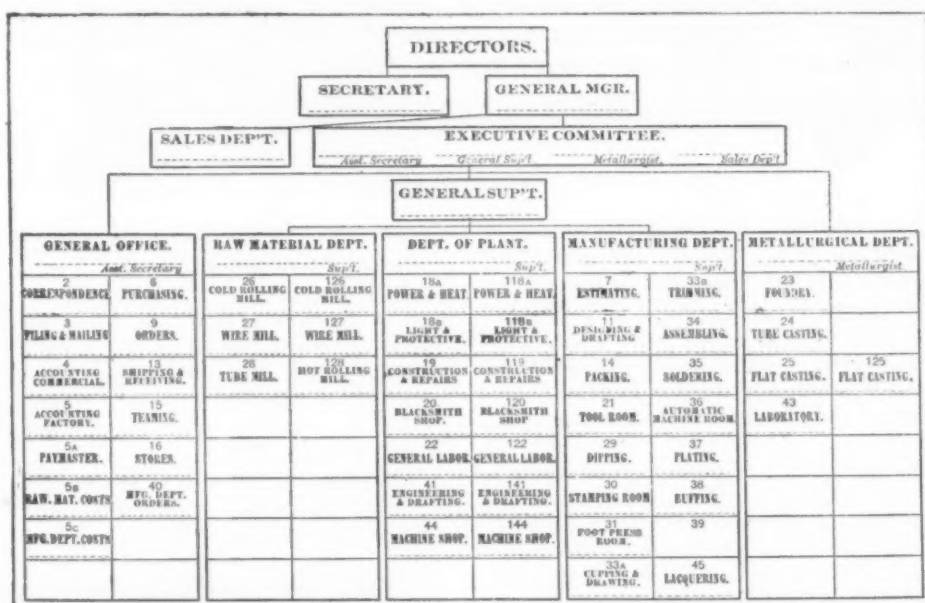 DIRECTORS.
SECRETARY. GENERAL MGR.
SALES DEP'T. EXECUTIVE COMMITTEE.
Asst. Secretary General Sup't. Metallurgist. Sales Dep't
GENERAL SUP'T.
GENERAL OFFICE.
Asst. Secretary
2 6
CORRESPONDENCE PURCHASING.
3 9
FILING & MAILING ORDERS.
4 13
ACCOUNTING SHIPPING &
COMMERCIAL. RECEIVING.
5 15
ACCOUNTING TEAMING.
FACTORY.
5A 16
PAYMASTER. STORES.
5B 40
RAW. MAT. COSTS MFG. DEPT.
ORDERS.
5C
MFG. DEPT. COSTS
RAW MATERIAL DEPT.
Sup't.
26 126
COLD ROLLING COLD ROLLING
MILL. MILL.
27 127
WIRE MILL. WIRE MILL.
28 128
TUBE MILL. HOT ROLLING
MILL.
DEPT. OF PLANT.
Sup't.
18A 118A
POWER & HEAT. POWER & HEAT.
18B 118B
LIGHT & LIGHT &
PROTECTIVE. PROTECTIVE.
19 119
CONSTRUCTION CONSTRUCTION
& REPAIRS & REPAIRS
20 120
BLACKSMITH BLACKSMITH
SHOP. SHOP
22 122
GENERAL LABOR. GENERAL LABOR.
41 141
ENGINEERING ENGINEERING
& DRAFTING. & DRAFTING.
44 144
MACHINE SHOP. MACHINE SHOP.
MANUFACTURING DEPT.
Sup't.
7 33B
ESTIMATING. TRIMMING.
11 34
DESIGNING & ASSEMBLING.
DRAFTING
14 35
PACKING. SOLDERING.
21 36
TOOL ROOM. AUTOMATIC
MACHINE ROOM.
29 37
DIPPING. PLATING.
30 38
STAMPING ROOM BUFFING.
31 39
FOOT PRESS
ROOM.
33A 45
CUPPING & LACQUERING.
DRAWING.
METALLURGICAL DEPT.
Metallurgist
23
FOUNDRY.
24
TUBE CASTING.
25 125
FLAT CASTING. FLAT CASTING.
43
LABORATORY.